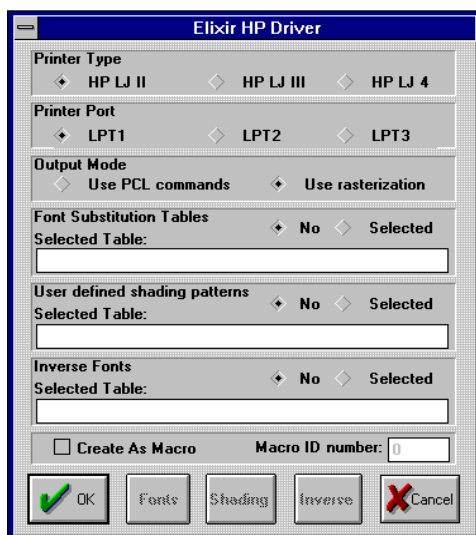 Elixir HP Driver
Printer Type
HP LJ II HP LJ III HP LJ 4
Printer Port
LPT1 LPT2 LPT3
Output Mode
Use PCL commands Use rasterization
Font Substitution Tables No Selected
Selected Table:
User defined shading patterns No Selected
Selected Table:
Inverse Fonts No Selected
Selected Table:
Create As Macro Macro ID number: 0
OK Fonts Shading Inverse Cancel